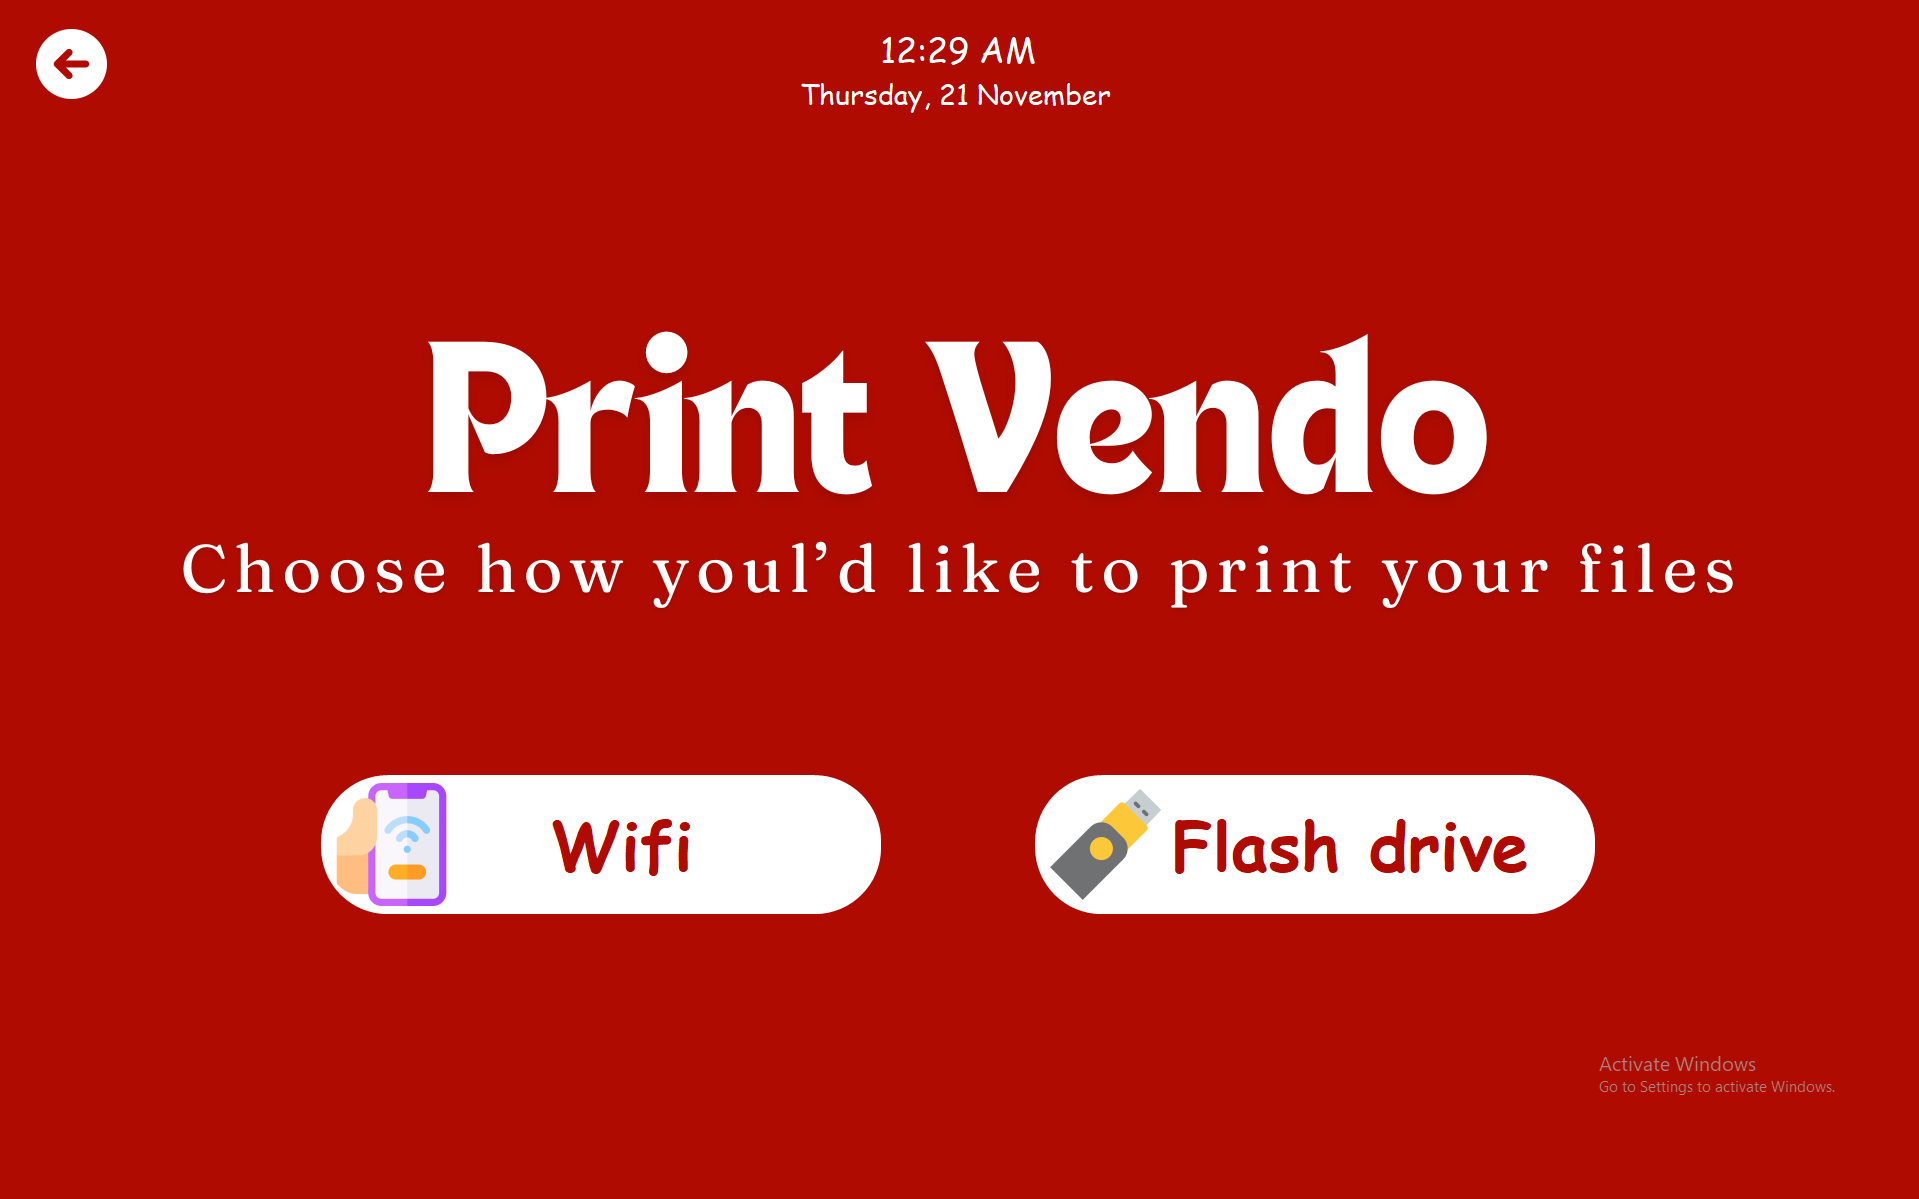 12:29 AM
Thursday, 21 November
Print Vendo
Choose how youl’d like to print your files
Wifi
Flash drive
Activate Windows
Go to Settings to activate Windows.